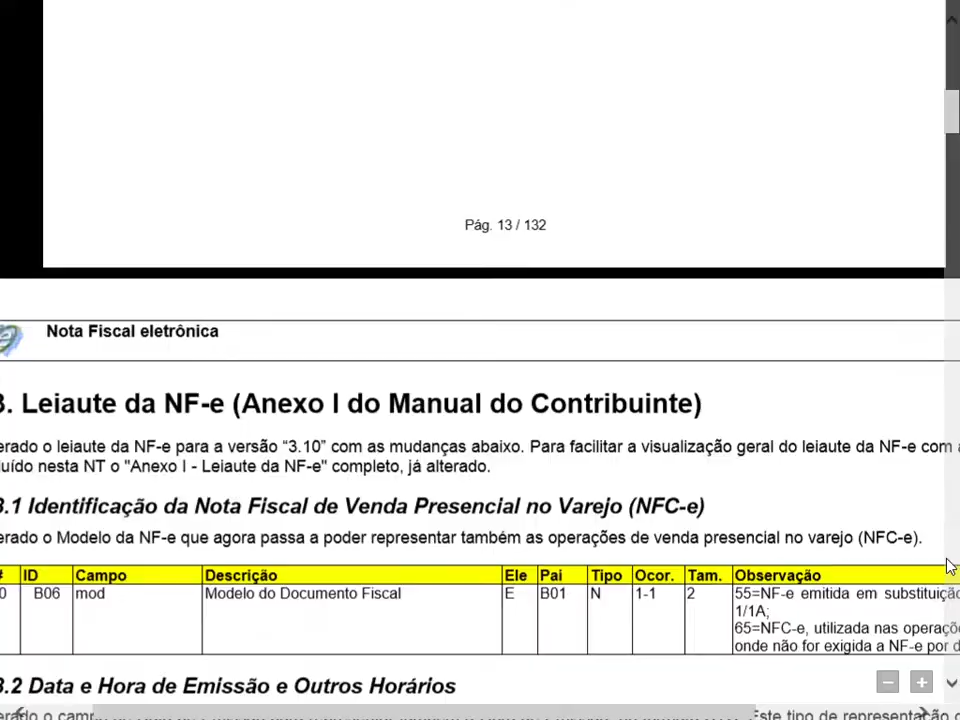 Pág. 13 / 132
Nota Fiscal eletrônica
3. Leiaute da NF-e (Anexo I do Manual do Contribuinte)
erado o leiaute da NF-e para a versão “3.10” com as mudanças abaixo. Para facilitar a visualização geral do leiaute da NF-e com
luído nesta NT o "Anexo I - Leiaute da NF-e" completo, já alterado.
3.1 Identificação da Nota Fiscal de Venda Presencial no Varejo (NFC-e)
erado o Modelo da NF-e que agora passa a poder representar também as operações de venda presencial no varejo (NFC-e).
# ID Campo Descrição Ele Pai Tipo Ocor. Tam. Observação
0 B06 mod Modelo do Documento Fiscal E B01 N 1-1 2 55=NF-e emitida em substituição
1/1A;
65=NFC-e, utilizada nas operaçõe
onde não for exigida a NF-e por d
3.2 Data e Hora de Emissão e Outros Horários